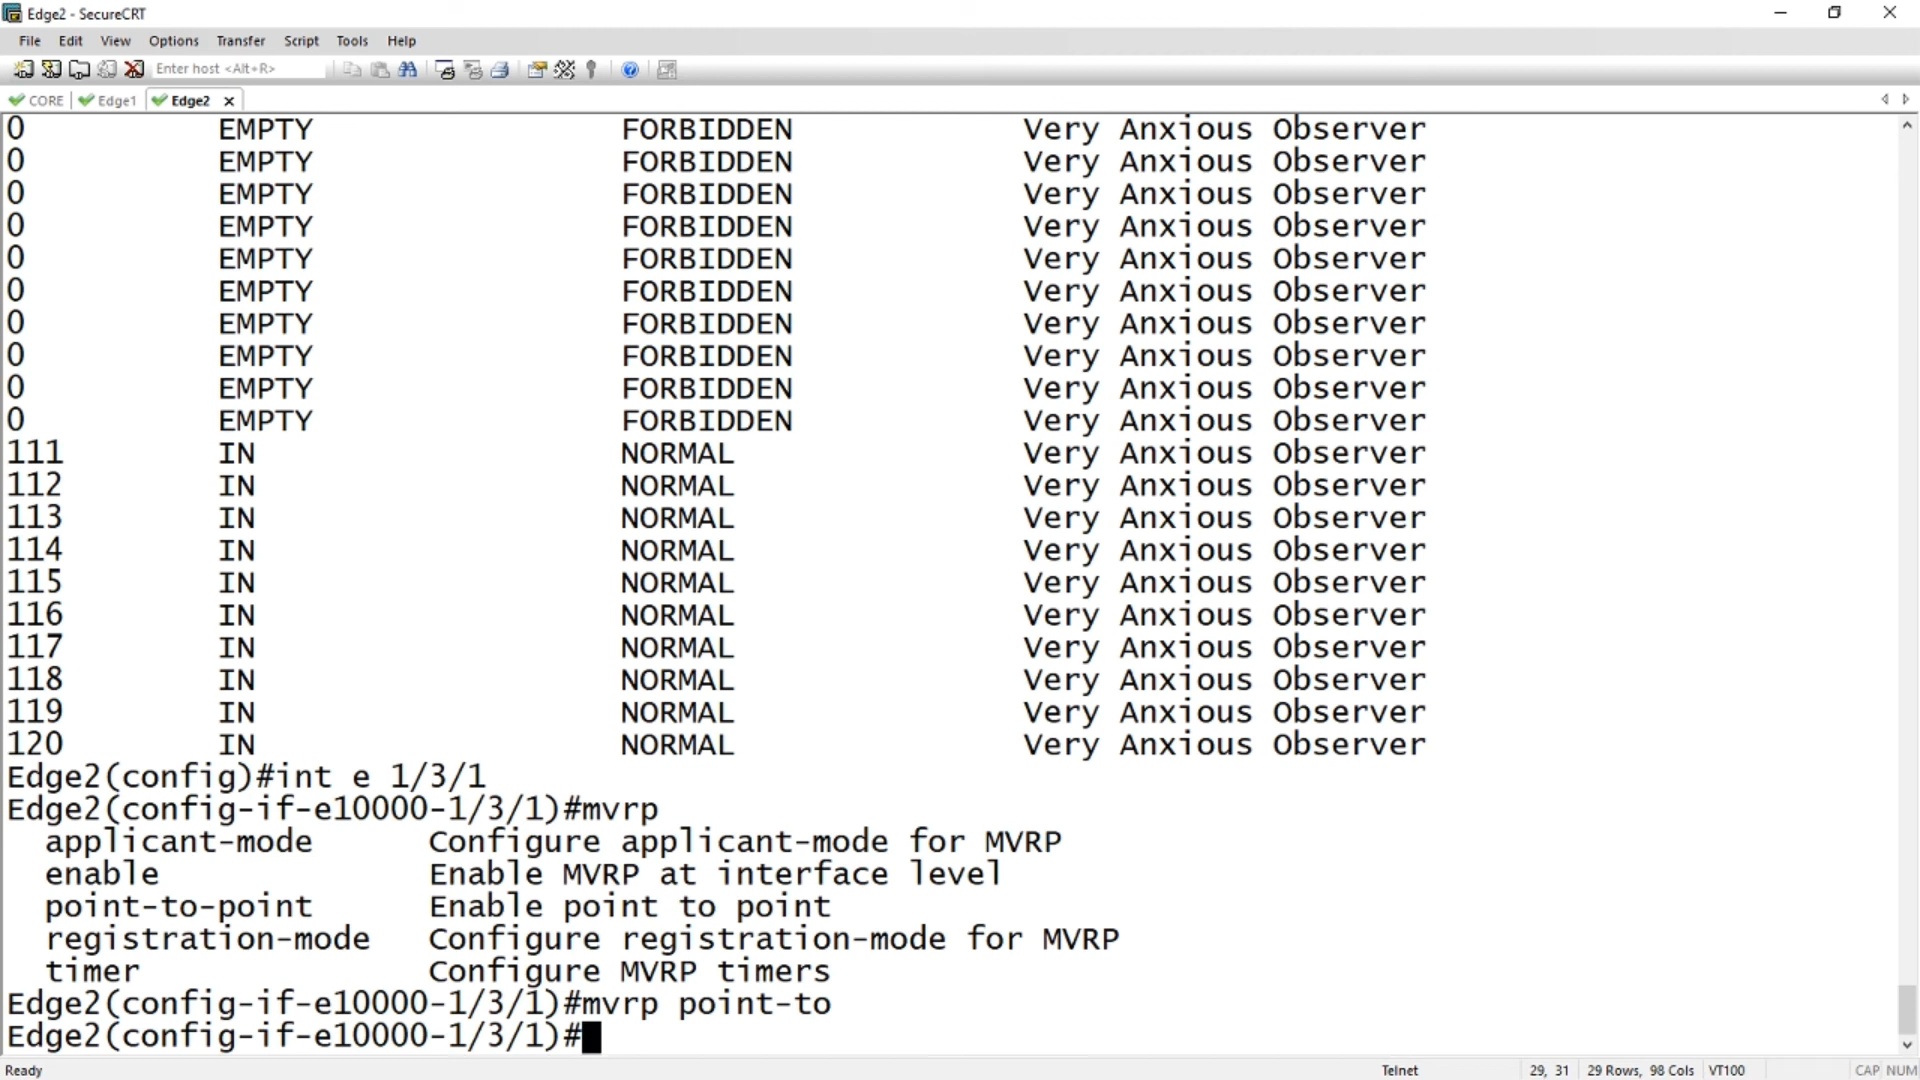 Edge2 - SecureCRT
File Edit View Options Transfer Script Tools Help
Enter host <Alt+R>
CORE Edge1 Edge2
0 EMPTY FORBIDDEN Very Anxious Observer
0 EMPTY FORBIDDEN Very Anxious Observer
0 EMPTY FORBIDDEN Very Anxious Observer
0 EMPTY FORBIDDEN Very Anxious Observer
0 EMPTY FORBIDDEN Very Anxious Observer
0 EMPTY FORBIDDEN Very Anxious Observer
0 EMPTY FORBIDDEN Very Anxious Observer
0 EMPTY FORBIDDEN Very Anxious Observer
0 EMPTY FORBIDDEN Very Anxious Observer
0 EMPTY FORBIDDEN Very Anxious Observer
111 IN NORMAL Very Anxious Observer
112 IN NORMAL Very Anxious Observer
113 IN NORMAL Very Anxious Observer
114 IN NORMAL Very Anxious Observer
115 IN NORMAL Very Anxious Observer
116 IN NORMAL Very Anxious Observer
117 IN NORMAL Very Anxious Observer
118 IN NORMAL Very Anxious Observer
119 IN NORMAL Very Anxious Observer
120 IN NORMAL Very Anxious Observer
Edge2(config)#int e 1/3/1
Edge2(config-if-e10000-1/3/1)#mvrp
applicant-mode Configure applicant-mode for MVRP
enable Enable MVRP at interface level
point-to-point Enable point to point
registration-mode Configure registration-mode for MVRP
timer Configure MVRP timers
Edge2(config-if-e10000-1/3/1)#mvrp point-to
Edge2(config-if-e10000-1/3/1)#
Ready Telnet 29, 31 29 Rows, 98 Cols VT100 CAP NUM